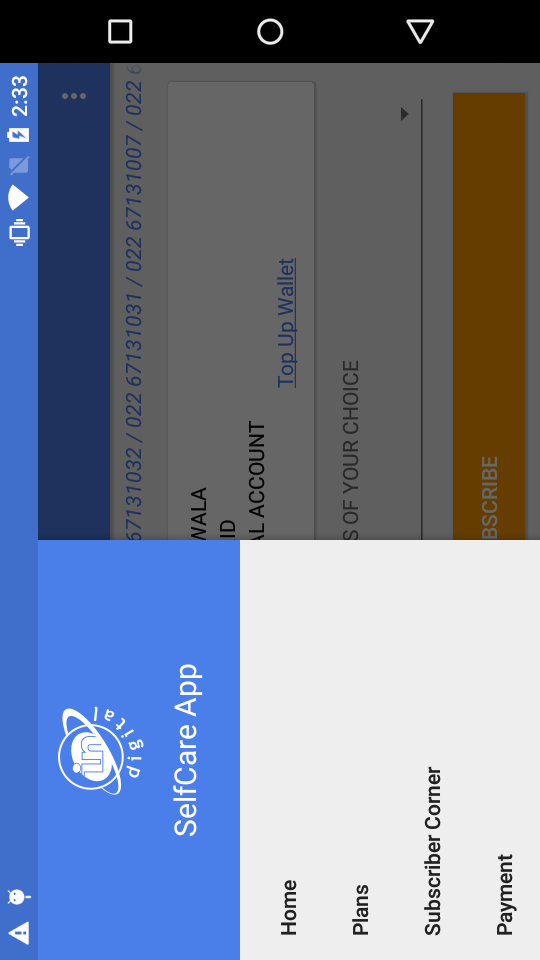 2:33
67131032 / 022 67131031 / 022 67131007 / 022 6
WALA
ID
AL ACCOUNT
Top Up Wallet
S OF YOUR CHOICE
BSCRIBE
in
digital
SelfCare App
Home
Plans
Subscriber Corner
Payment